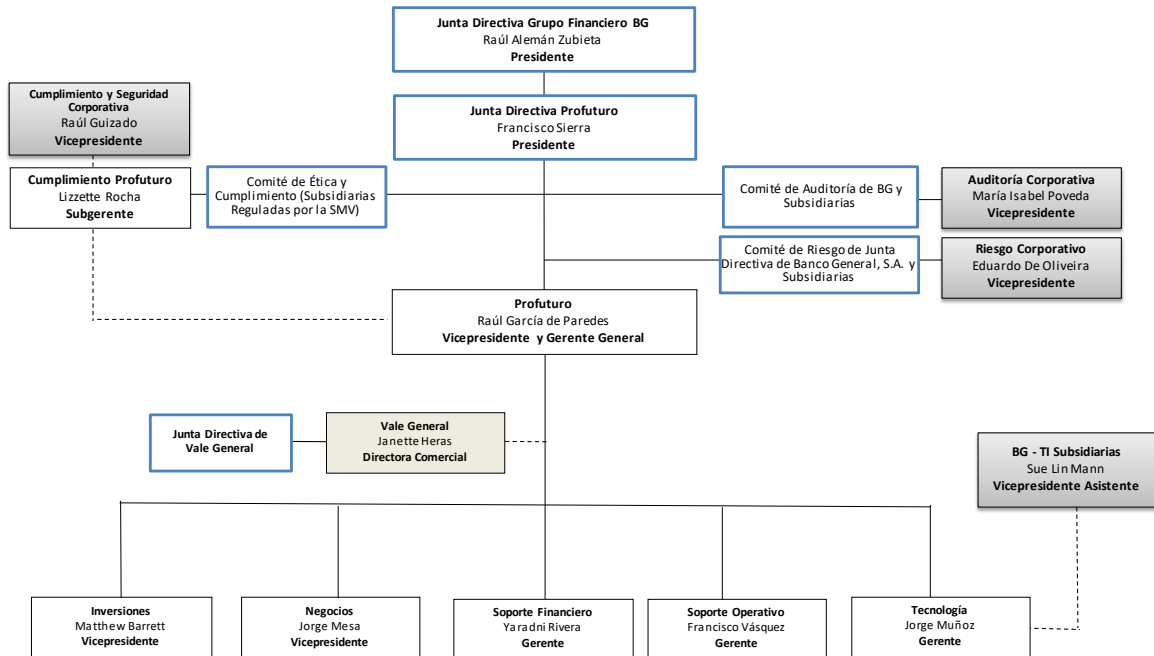 Junta Directiva Grupo Financiero BG
Raúl Alemán Zubieta
Presidente
Cumplimiento y Seguridad
Corporativa
Raúl Guizado
Vicepresidente
Junta Directiva Profuturo
Francisco Sierra
Presidente
Cumplimiento Profuturo
Lizzette Rocha
Subgerente
Comité de Ética y
Cumplimiento (Subsidiarias
Reguladas por la SMV)
Comité de Auditoría de BG y
Subsidiarias
Auditoría Corporativa
María Isabel Poveda
Vicepresidente
Comité de Riesgo de Junta
Directiva de Banco General, S.A. y
Subsidiarias
Riesgo Corporativo
Eduardo De Oliveira
Vicepresidente
Profuturo
Raúl García de Paredes
Vicepresidente y Gerente General
Junta Directiva de
Vale General
Vale General
Janette Heras
Directora Comercial
BG - TI Subsidiarias
Sue Lin Mann
Vicepresidente Asistente
Inversiones
Matthew Barrett
Vicepresidente
Negocios
Jorge Mesa
Vicepresidente
Soporte Financiero
Yaradni Rivera
Gerente
Soporte Operativo
Francisco Vásquez
Gerente
Tecnología
Jorge Muñoz
Gerente